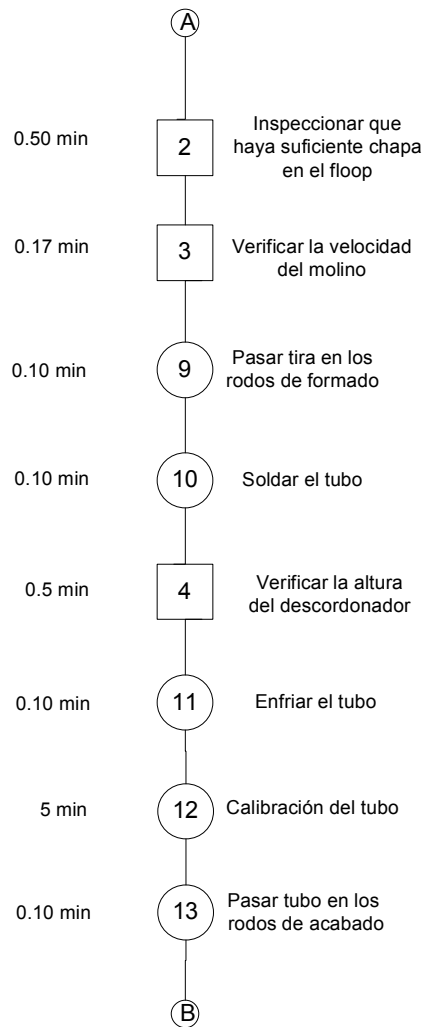 A
0.50 min
2
Inspeccionar que
haya suficiente chapa
en el floop
0.17 min
3
Verificar la velocidad
del molino
0.10 min
9
Pasar tira en los
rodos de formado
0.10 min
10
Soldar el tubo
0.5 min
4
Verificar la altura
del descordonador
0.10 min
11
Enfriar el tubo
5 min
12
Calibración del tubo
0.10 min
13
Pasar tubo en los
rodos de acabado
B